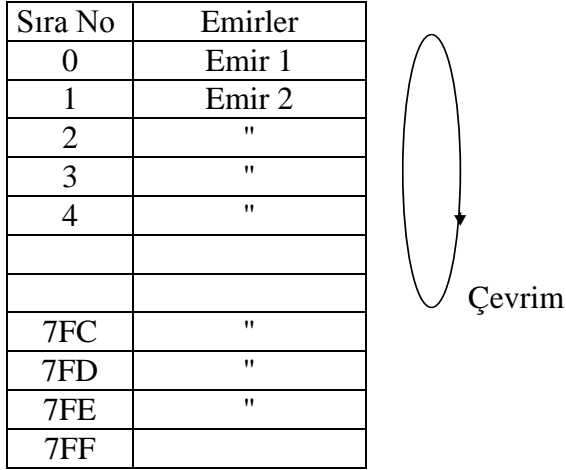 Sıra No Emirler
0 Emir 1
1 Emir 2
2 "
3 "
4 "
Çevrim
7FC "
7FD "
7FE "
7FF